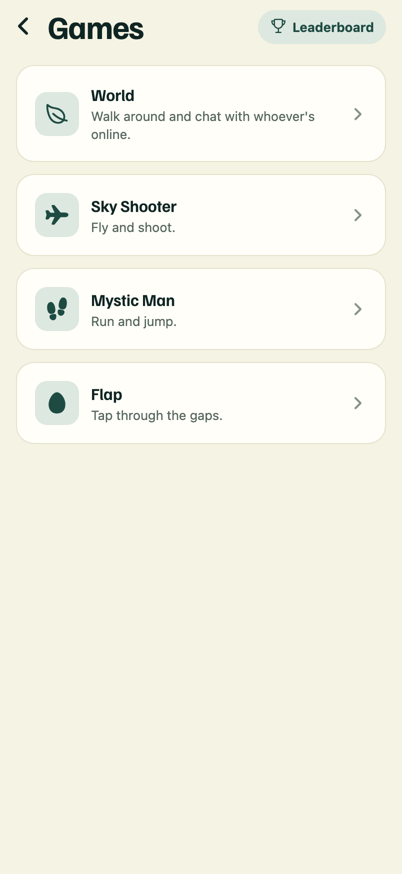 Games
Leaderboard
World
Walk around and chat with whoever's
online.
Sky Shooter
Fly and shoot.
Mystic Man
Run and jump.
Flap
Tap through the gaps.